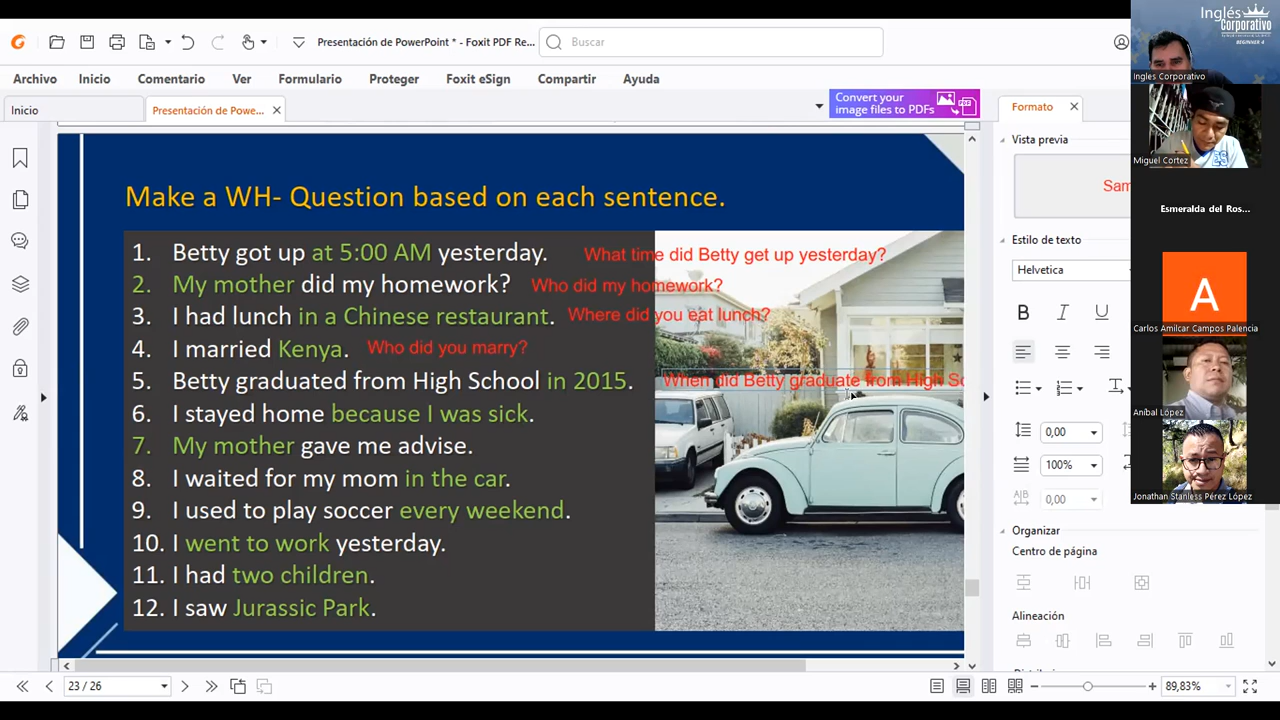 Presentación de PowerPoint * - Foxit PDF Re...
Buscar
Archivo Inicio Comentario Ver Formulario Proteger Foxit eSign Compartir Ayuda
Inicio
Presentación de Powe...
Convert your
image files to PDFs
Formato
Vista previa
Sam
Estilo de texto
Helvetica
B I U
0,00
100%
0,00
Organizar
Centro de página
Alineación
Make a WH- Question based on each sentence.
1. Betty got up at 5:00 AM yesterday. What time did Betty get up yesterday?
2. My mother did my homework? Who did my homework?
3. I had lunch in a Chinese restaurant. Where did you eat lunch?
4. I married Kenya. Who did you marry?
5. Betty graduated from High School in 2015. When did Betty graduate from High Sc
6. I stayed home because I was sick.
7. My mother gave me advise.
8. I waited for my mom in the car.
9. I used to play soccer every weekend.
10. I went to work yesterday.
11. I had two children.
12. I saw Jurassic Park.
23 / 26
89,83%
Inglés
Corporativo
BEGINNER 4
Ingles Corporativo
Miguel Cortez
Esmeralda del Ros...
A
Carlos Amilcar Campos Palencia
Aníbal López
Jonathan Stanless Pérez López